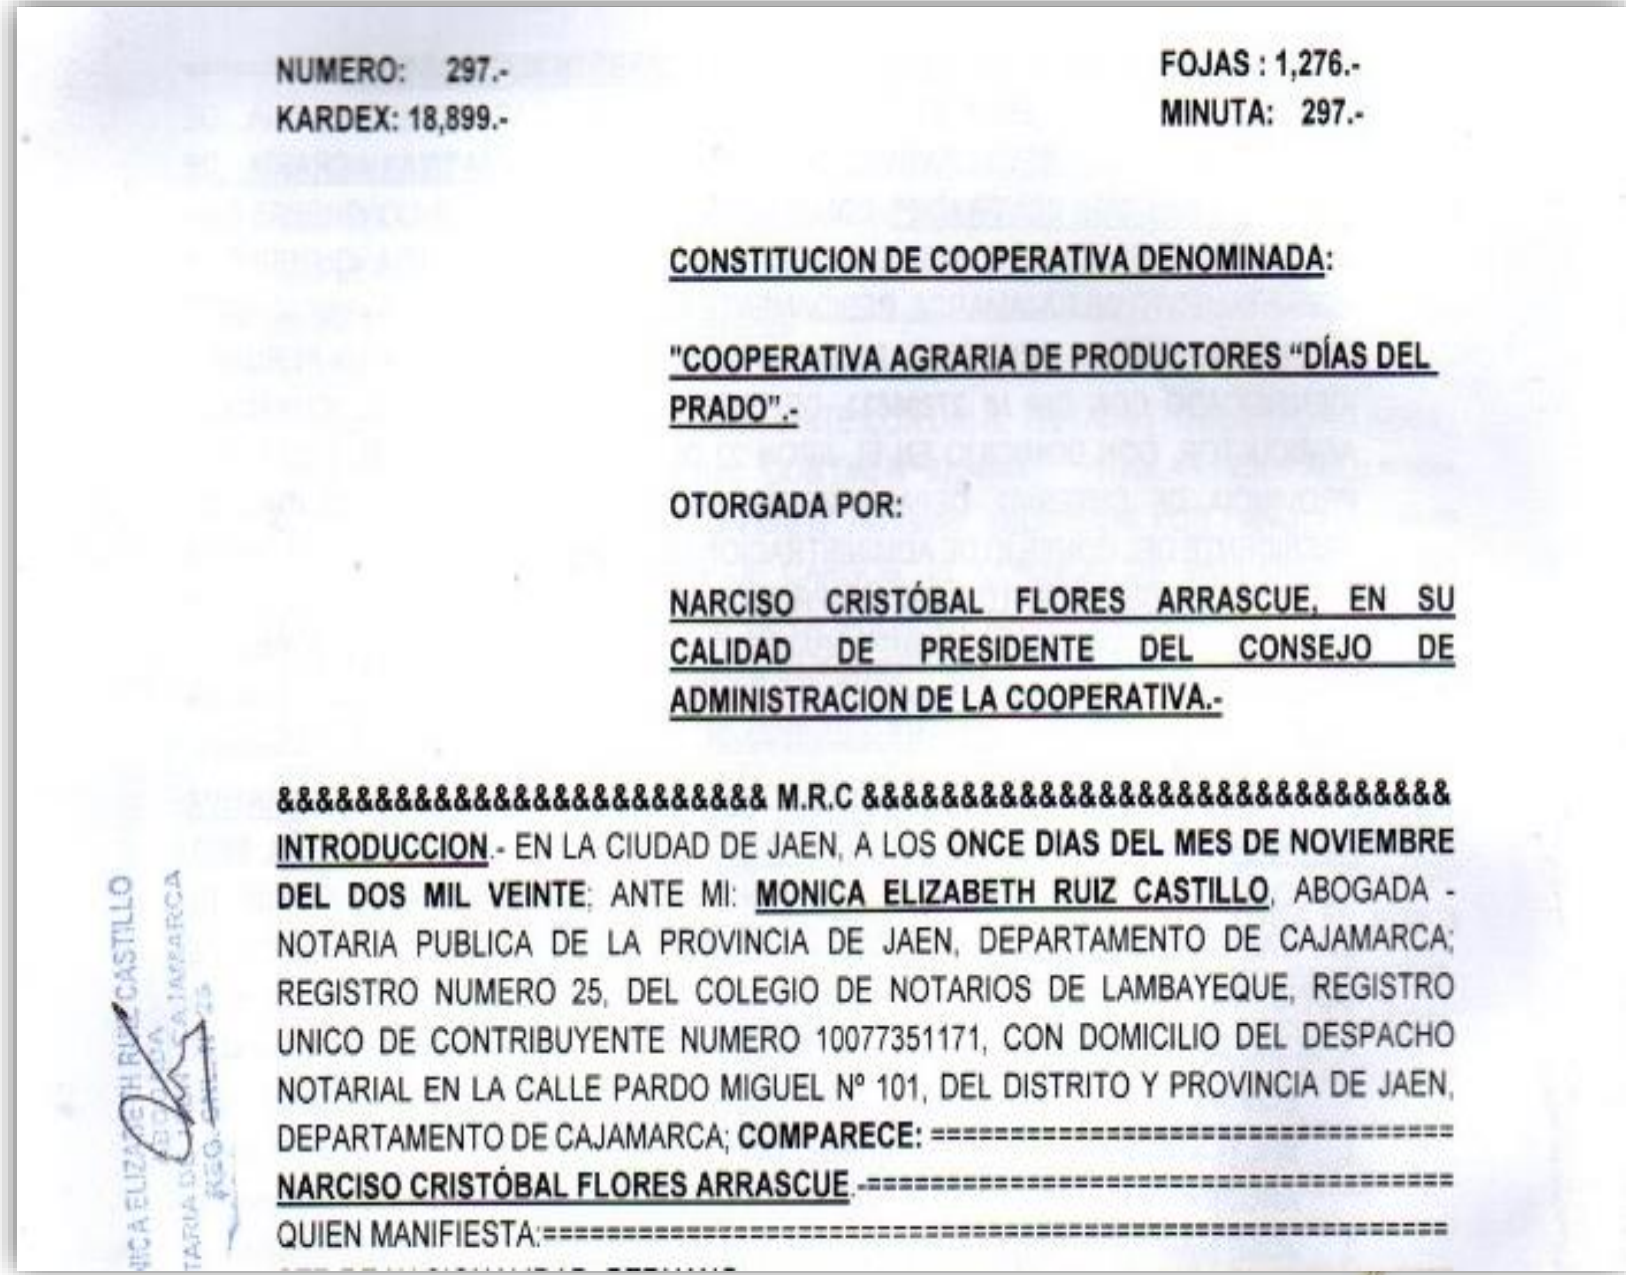 NUMERO: 297.-
FOJAS : 1,276.-
KARDEX: 18,899.-
MINUTA: 297.-
CONSTITUCION DE COOPERATIVA DENOMINADA:
"COOPERATIVA AGRARIA DE PRODUCTORES “DÍAS DEL
PRADO”.-
OTORGADA POR:
NARCISO CRISTÓBAL FLORES ARRASCUE, EN SU
CALIDAD DE PRESIDENTE DEL CONSEJO DE
ADMINISTRACION DE LA COOPERATIVA.-
&&&&&&&&&&&&&&&&&&&&&&&&& M.R.C &&&&&&&&&&&&&&&&&&&&&&&&&&&&&&
INTRODUCCION.- EN LA CIUDAD DE JAEN, A LOS ONCE DIAS DEL MES DE NOVIEMBRE
DEL DOS MIL VEINTE; ANTE MI: MONICA ELIZABETH RUIZ CASTILLO, ABOGADA -
NOTARIA PUBLICA DE LA PROVINCIA DE JAEN, DEPARTAMENTO DE CAJAMARCA;
REGISTRO NUMERO 25, DEL COLEGIO DE NOTARIOS DE LAMBAYEQUE, REGISTRO
UNICO DE CONTRIBUYENTE NUMERO 10077351171, CON DOMICILIO DEL DESPACHO
NOTARIAL EN LA CALLE PARDO MIGUEL Nº 101, DEL DISTRITO Y PROVINCIA DE JAEN,
DEPARTAMENTO DE CAJAMARCA; COMPARECE: =================================
NARCISO CRISTÓBAL FLORES ARRASCUE.-=====================================
QUIEN MANIFIESTA:=========================================================
NICA ELIZABETH RUIZ CASTILLO
ABOGADA
CAJAMARCA